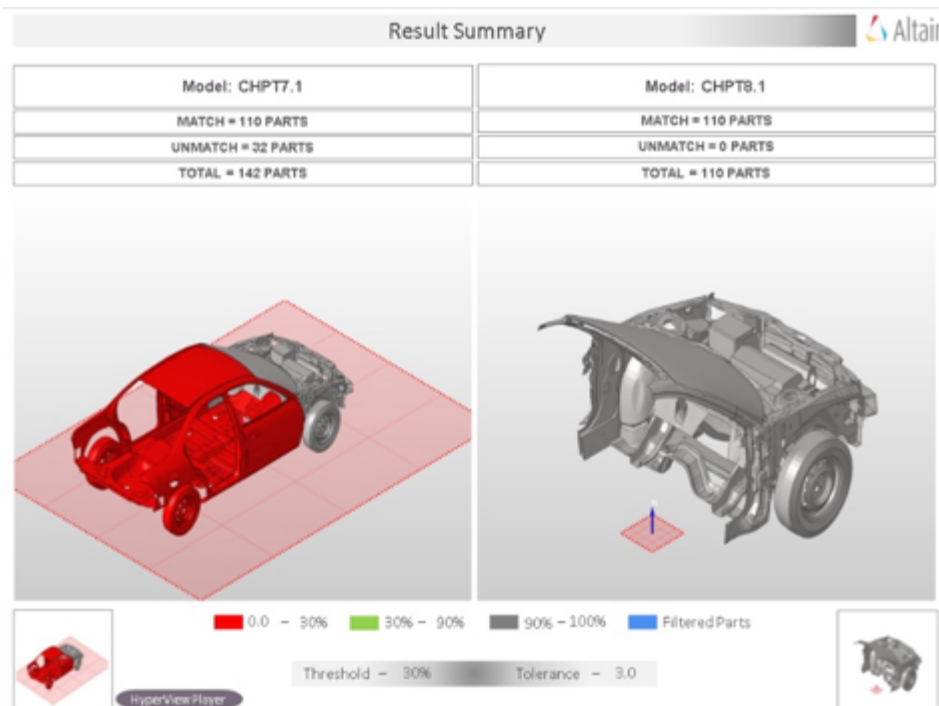 Result Summary
Altair
Model: CHPT7.1
MATCH = 110 PARTS
UNMATCH = 32 PARTS
TOTAL = 142 PARTS
Model: CHPT8.1
MATCH = 110 PARTS
UNMATCH = 0 PARTS
TOTAL = 110 PARTS
0.0 - 30%
30% - 90%
90% - 100%
Filtered Parts
Threshold - 30%
Tolerance - 3.0
HyperView Player